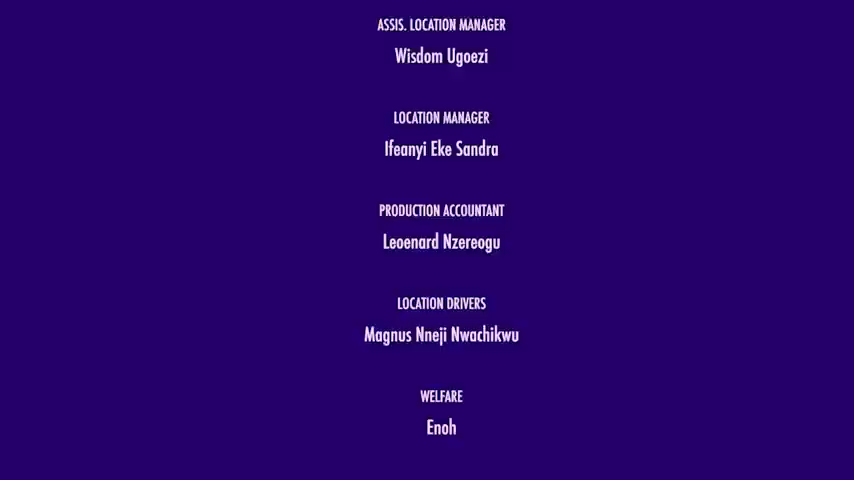 ASSIS. LOCATION MANAGER
Wisdom Ugoezi
LOCATION MANAGER
Ifeanyi Eke Sandra
PRODUCTION ACCOUNTANT
Leoenard Nzereogu
LOCATION DRIVERS
Magnus Nneji Nwachikwu
WELFARE
Enoh